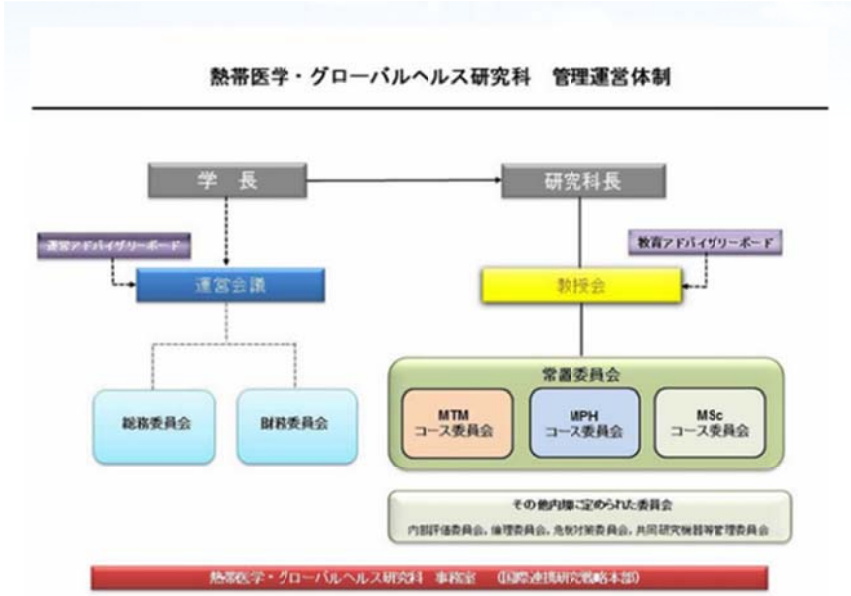 熱帯医学・グローバルヘルス研究科 管理運営体制
学 長
研究科長
運営アドバイザリーボード
教育アドバイザリーボード
運営会議
教授会
常置委員会
総務委員会
財務委員会
MTM
コース委員会
MPH
コース委員会
MSc
コース委員会
その他内規に定められた委員会
内部評価委員会, 倫理委員会, 危機対策委員会, 共同研究機器等管理委員会
熱帯医学・グローバルヘルス研究科 事務室 (国際連携研究戦略本部)